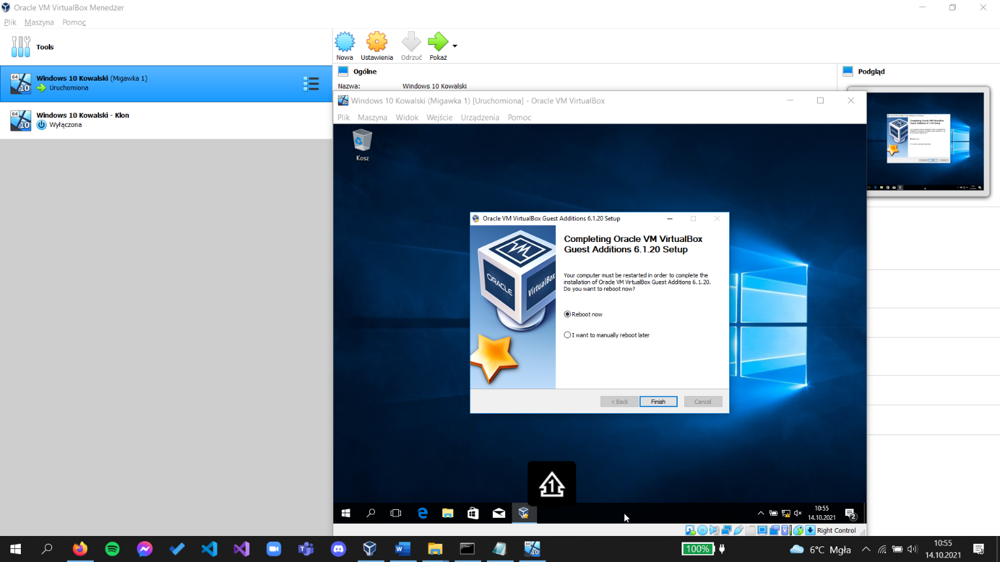 Oracle VM VirtualBox Menedżer
Plik Maszyna Pomoc
Tools
Windows 10 Kowalski (Migawka 1)
Uruchomiona
Windows 10 Kowalski - Klon
Wyłączona
Nowa Ustawienia Odrzuć Pokaż
Ogólne
Nazwa: Windows 10 Kowalski
Podgląd
Windows 10 Kowalski (Migawka 1) [Uruchomiona] - Oracle VM VirtualBox
Plik Maszyna Widok Wejście Urządzenia Pomoc
Kosz
Oracle VM VirtualBox Guest Additions 6.1.20 Setup
ORACLE
VirtualBox
Completing Oracle VM VirtualBox
Guest Additions 6.1.20 Setup
Your computer must be restarted in order to complete the
installation of Oracle VM VirtualBox Guest Additions 6.1.20.
Do you want to reboot now?
Reboot now
I want to manually reboot later
< Back Finish Cancel
1
10:55
14.10.2021
2
Right Control
100%
6°C Mgła
10:55
14.10.2021